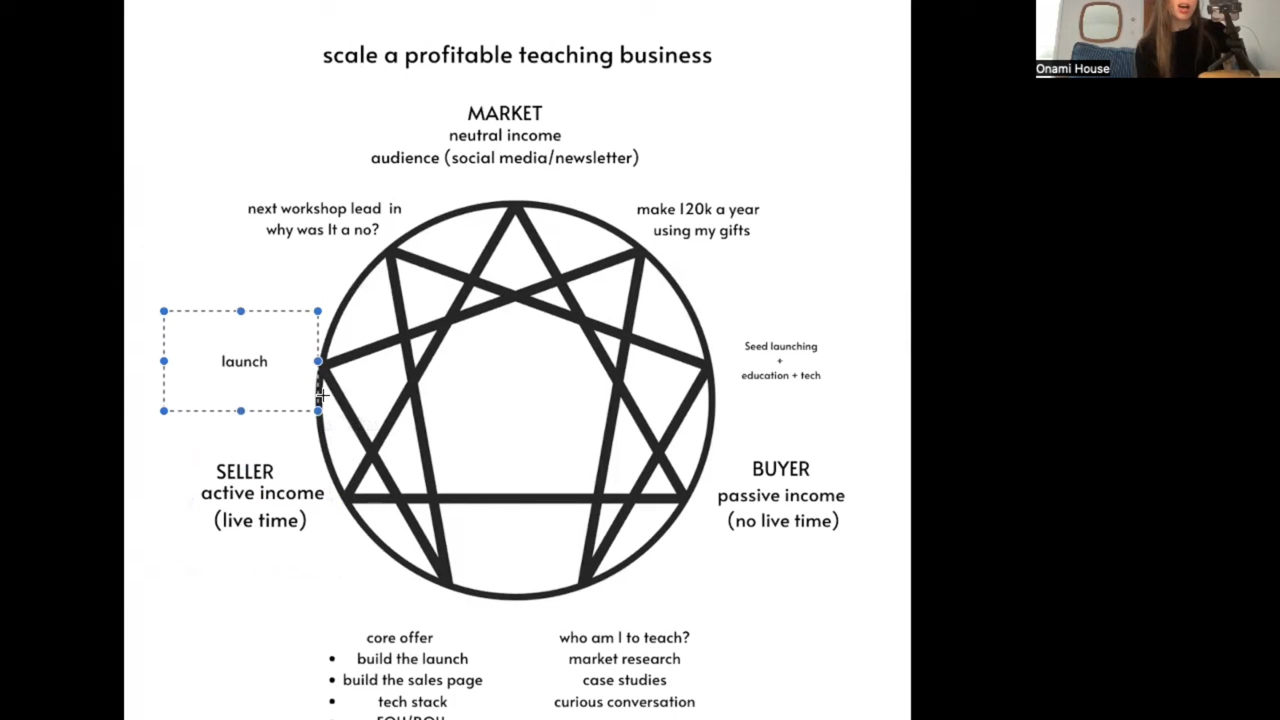 scale a profitable teaching business
Onami House
MARKET
neutral income
audience (social media/newsletter)
next workshop lead in
why was It a no?
make 120k a year
using my gifts
launch
Seed launching
+
education + tech
SELLER
active income
(live time)
BUYER
passive income
(no live time)
core offer
• build the launch
• build the sales page
• tech stack
who am I to teach?
market research
case studies
curious conversation